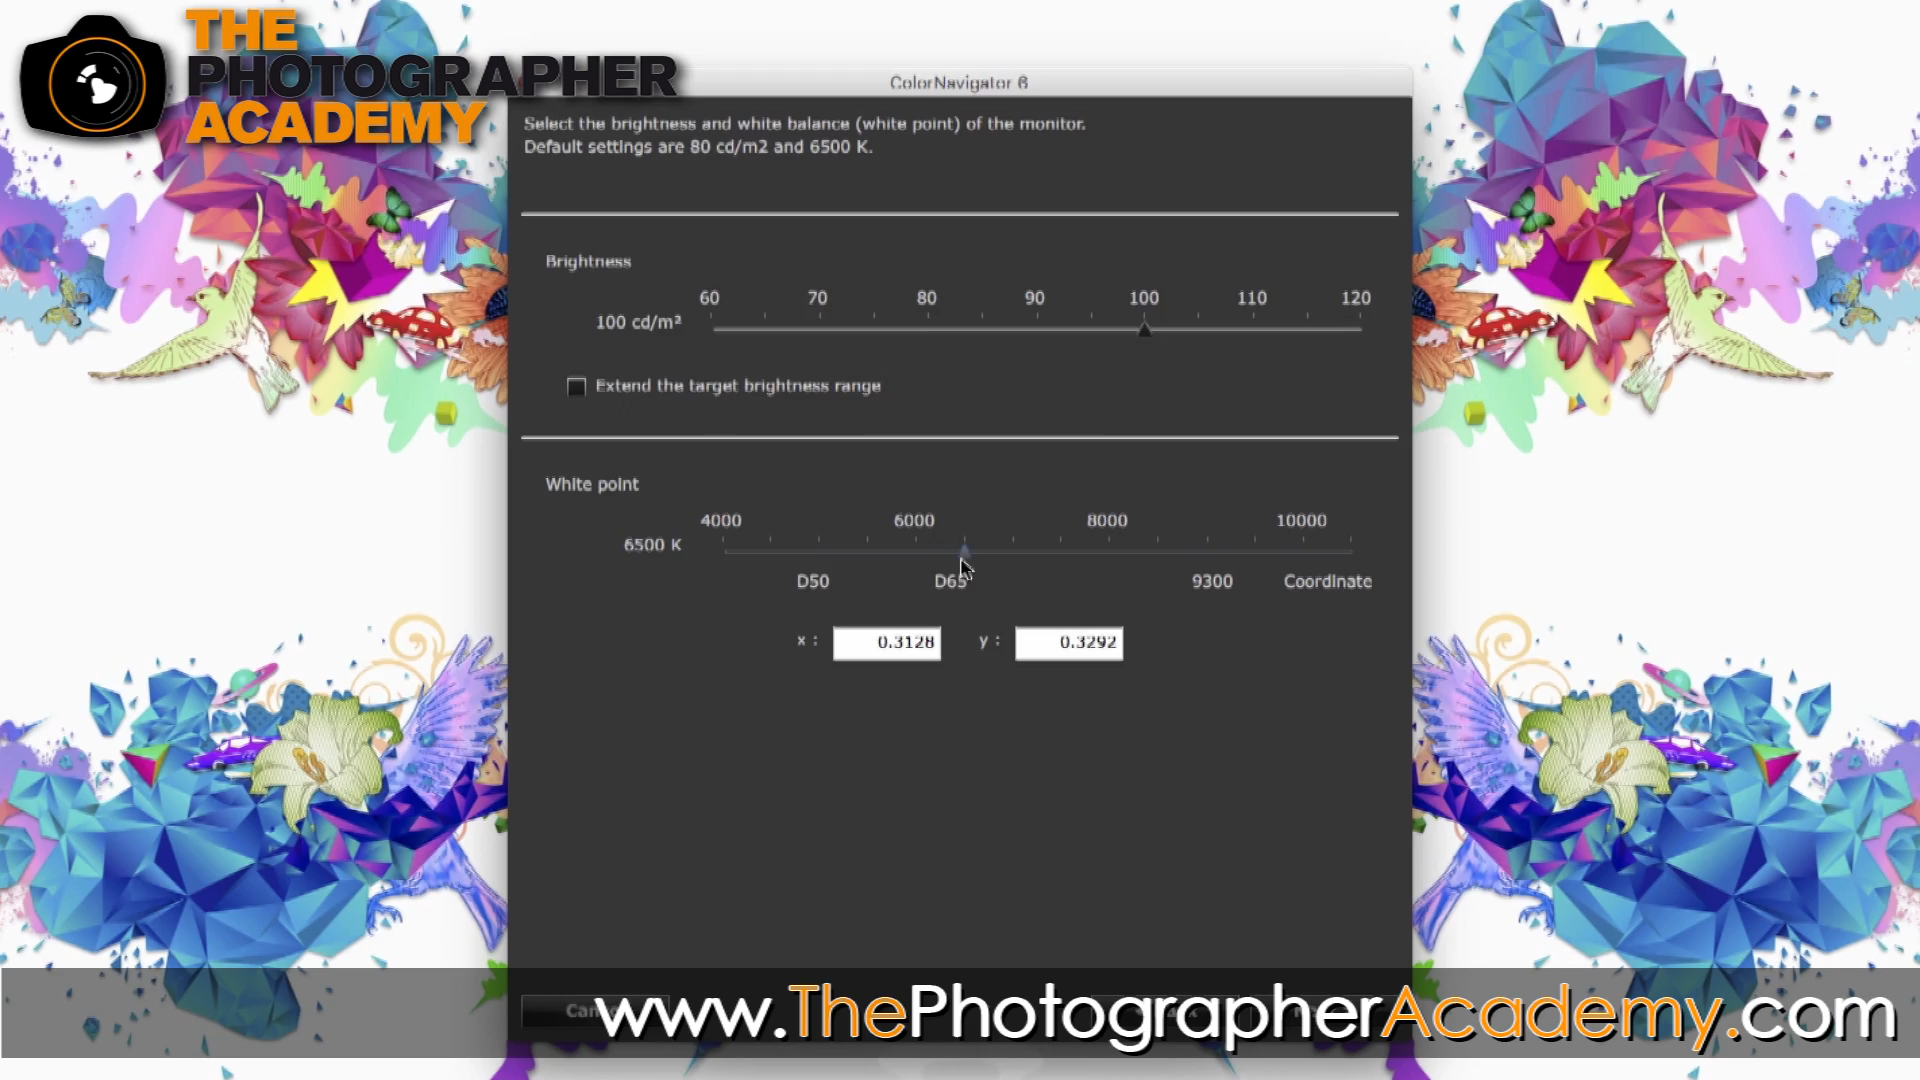 THE
PHOTOGRAPHER
ACADEMY
ColorNavigator 6
Select the brightness and white balance (white point) of the monitor.
Default settings are 80 cd/m2 and 6500 K.
Brightness
60 70 80 90 100 110 120
100 cd/m²
Extend the target brightness range
White point
4000 6000 8000 10000
6500 K
D50 D65 9300 Coordinate
x : 0.3128 y : 0.3292
www.ThePhotographerAcademy.com